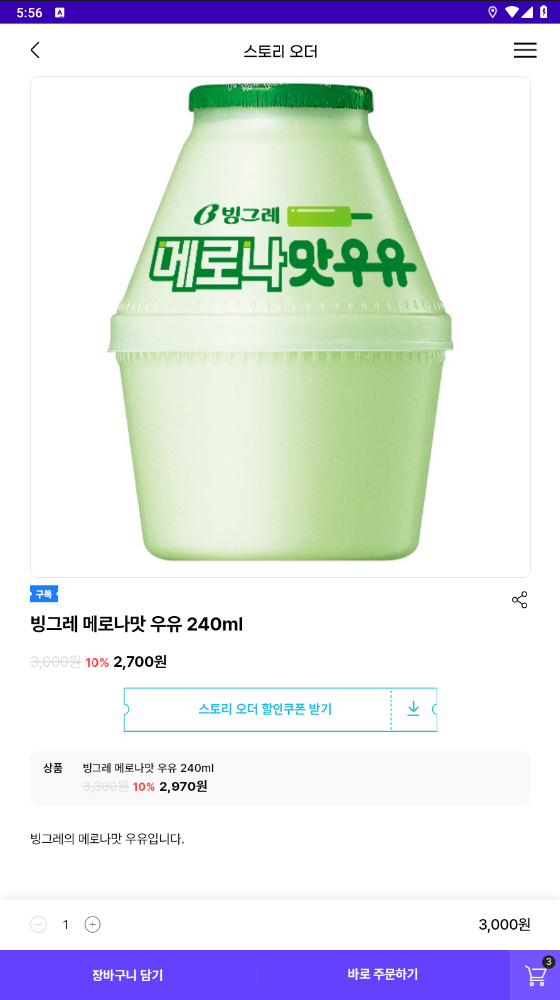 5:56
A
스토리 오더
빙그레
메로나맛우유
구독
빙그레 메로나맛 우유 240ml
3,000원 10% 2,700원
스토리 오더 할인쿠폰 받기
상품 빙그레 메로나맛 우유 240ml
3,300원 10% 2,970원
빙그레의 메로나맛 우유입니다.
1 3,000원
장바구니 담기 바로 주문하기 3